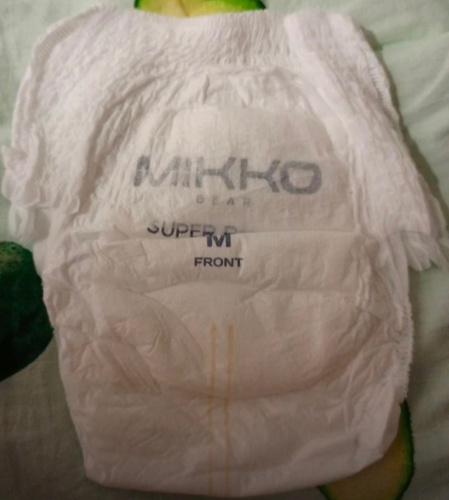 MIKKO
BEAR
SUPER P
M
FRONT